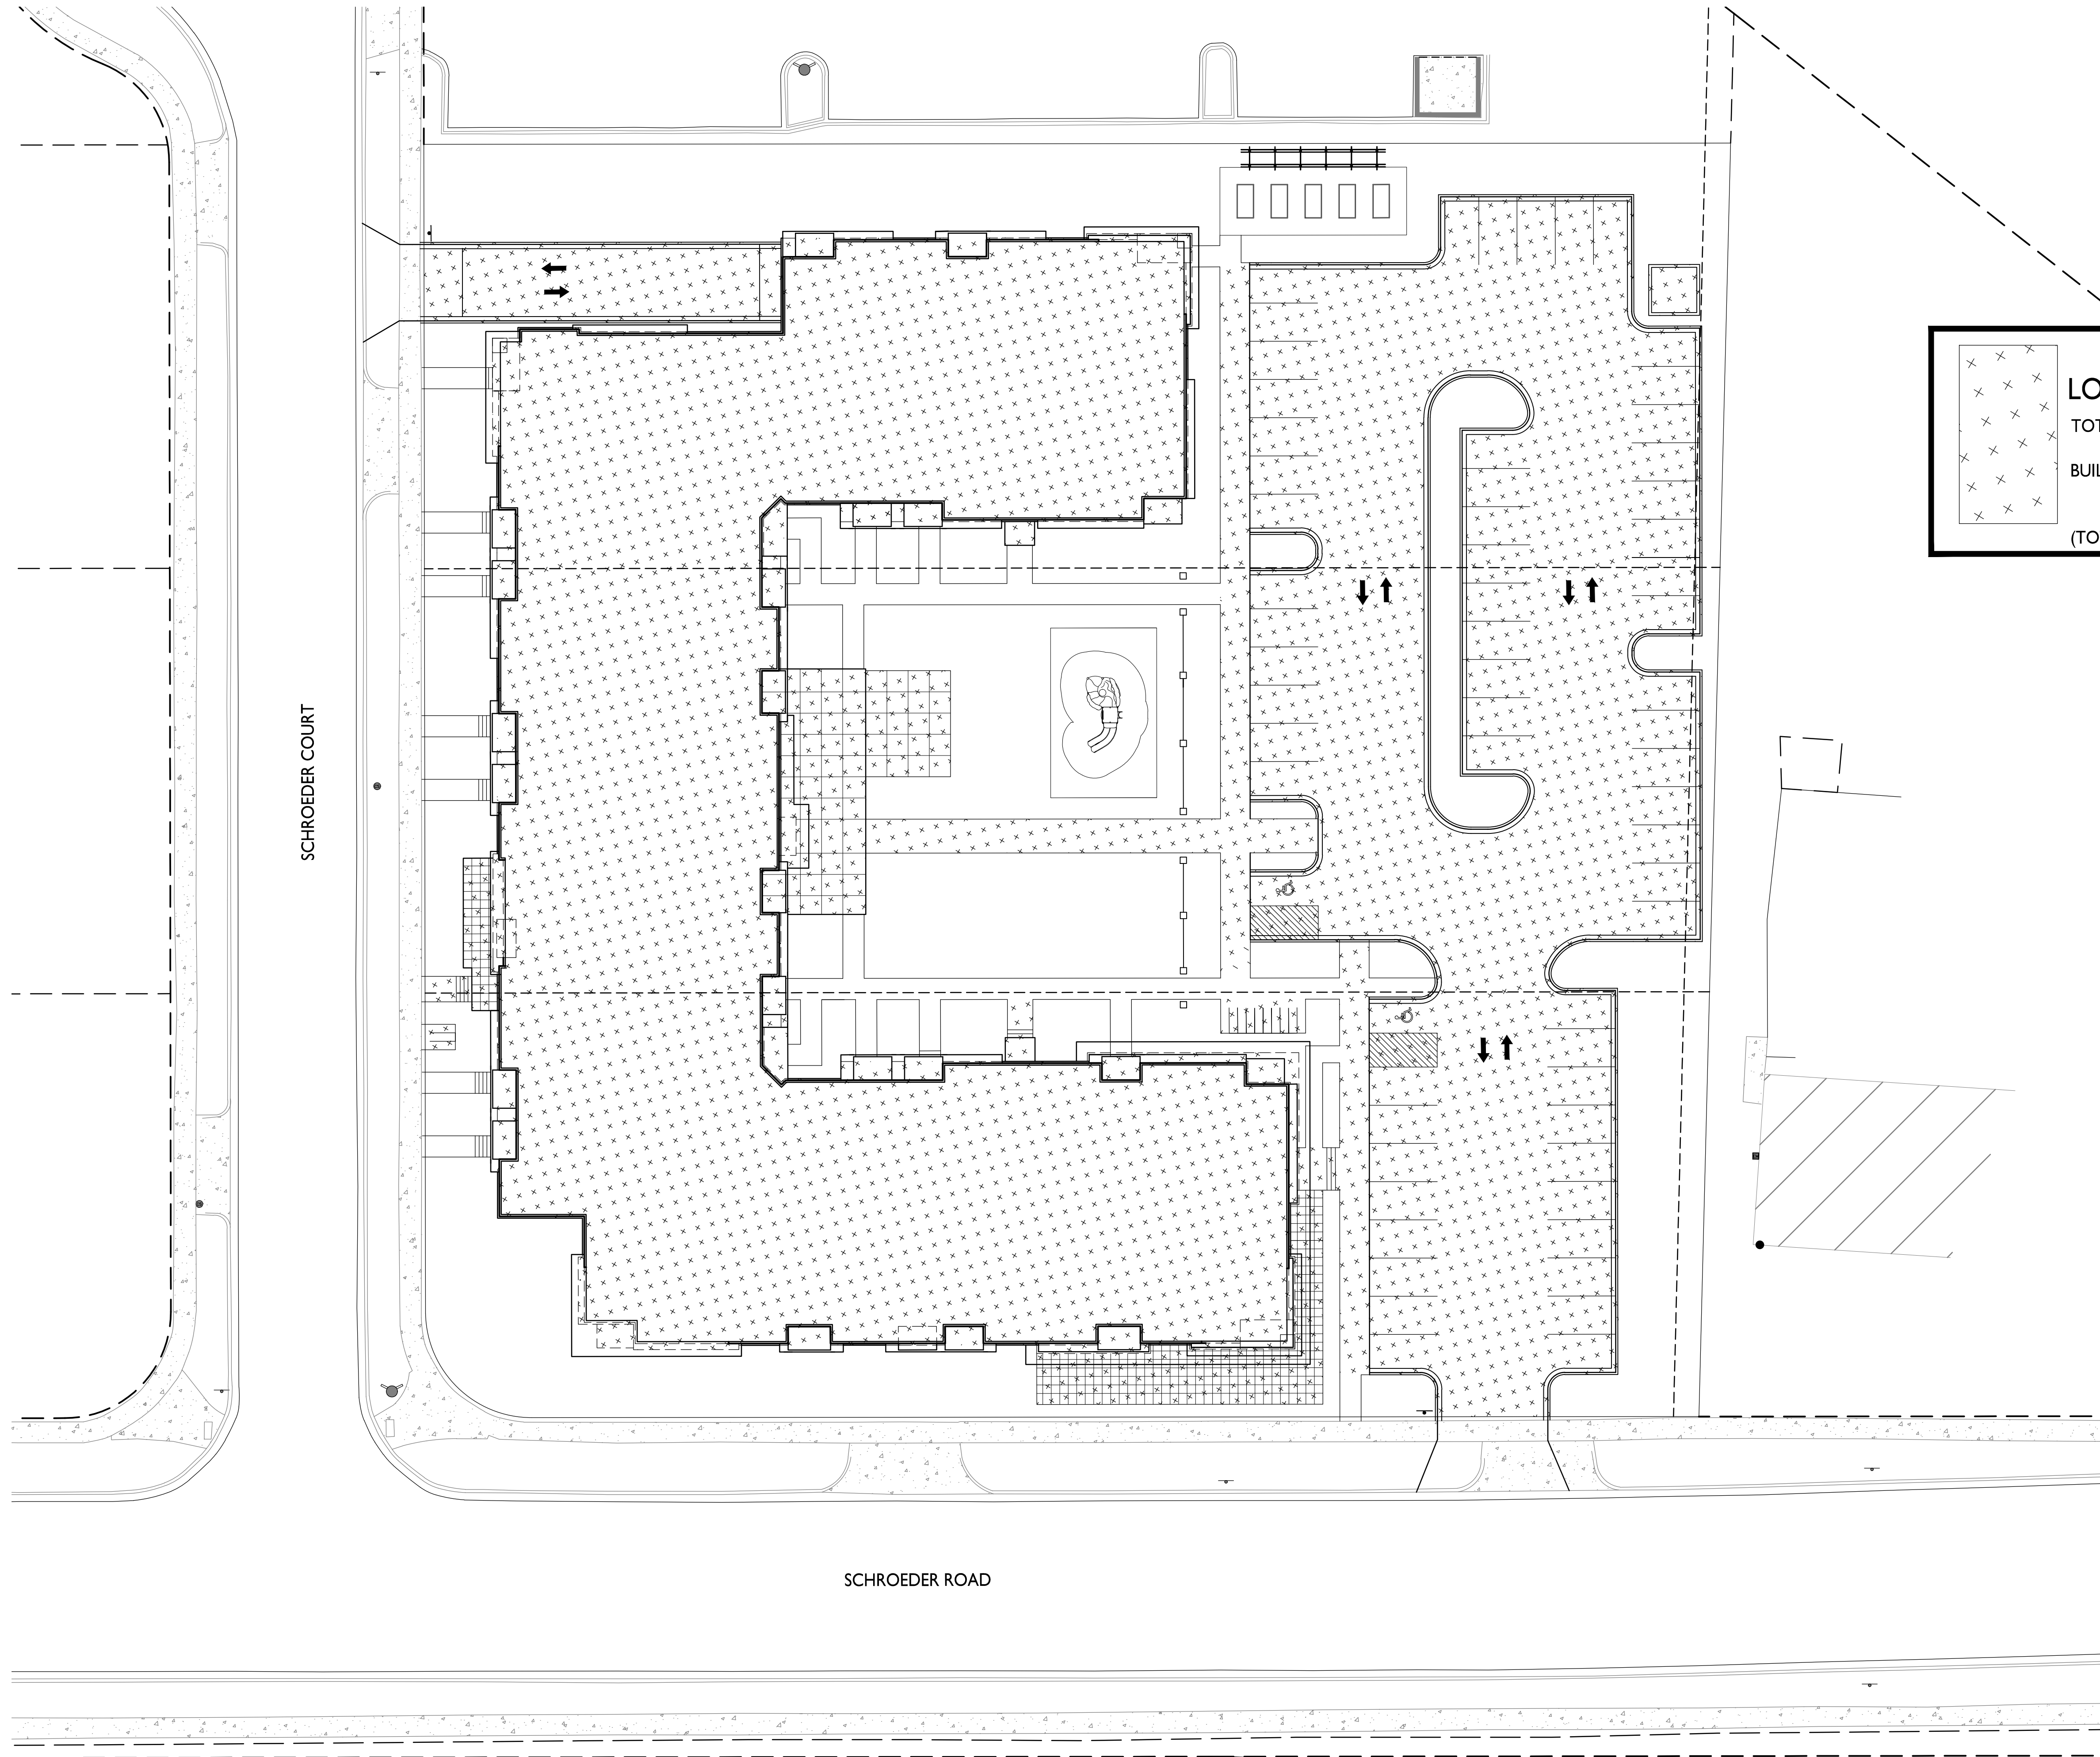 LO
TOT
BUIL
(TO
SCHROEDER COURT
SCHROEDER ROAD